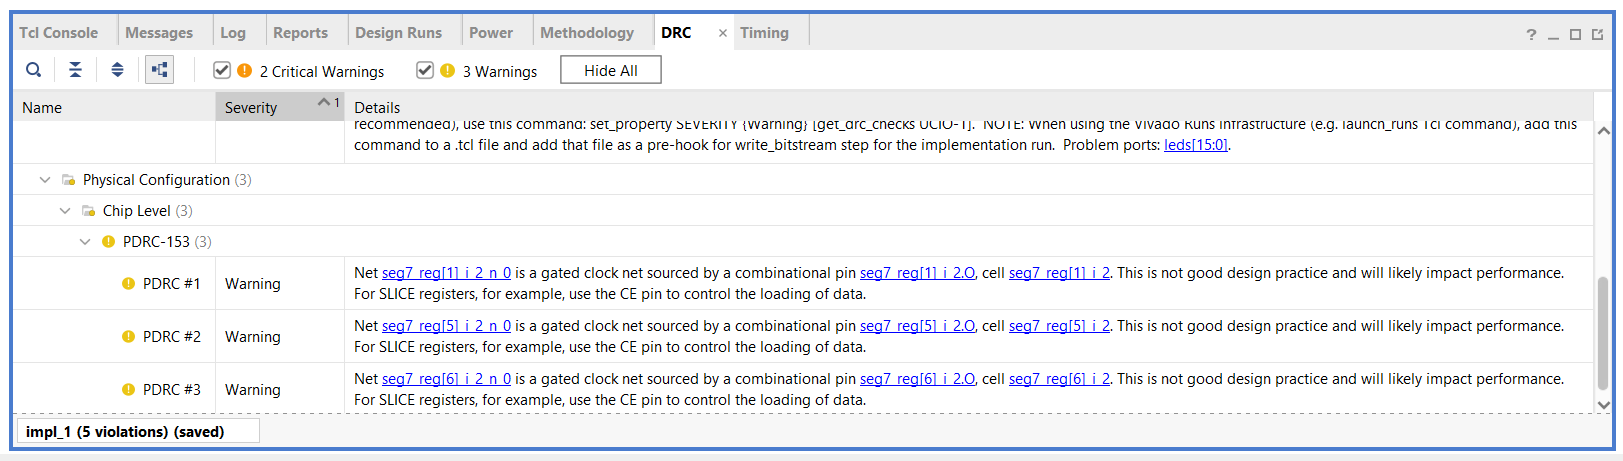 Tcl Console Messages Log Reports Design Runs Power Methodology DRC × Timing ?
2 Critical Warnings 3 Warnings Hide All
Name Severity 1 Details
recommended), use this command: set_property SEVERITY {Warning} [get_drc_checks UCIO-1]. NOTE: When using the Vivado Runs infrastructure (e.g. launch_runs Tcl command), add this
command to a .tcl file and add that file as a pre-hook for write_bitstream step for the implementation run. Problem ports: leds[15:0].
Physical Configuration (3)
Chip Level (3)
PDRC-153 (3)
PDRC #1 Warning Net seg7_reg[1]_i_2_n_0 is a gated clock net sourced by a combinational pin seg7_reg[1]_i_2.O, cell seg7_reg[1]_i_2. This is not good design practice and will likely impact performance.
For SLICE registers, for example, use the CE pin to control the loading of data.
PDRC #2 Warning Net seg7_reg[5]_i_2_n_0 is a gated clock net sourced by a combinational pin seg7_reg[5]_i_2.O, cell seg7_reg[5]_i_2. This is not good design practice and will likely impact performance.
For SLICE registers, for example, use the CE pin to control the loading of data.
PDRC #3 Warning Net seg7_reg[6]_i_2_n_0 is a gated clock net sourced by a combinational pin seg7_reg[6]_i_2.O, cell seg7_reg[6]_i_2. This is not good design practice and will likely impact performance.
For SLICE registers, for example, use the CE pin to control the loading of data.
impl_1 (5 violations) (saved)